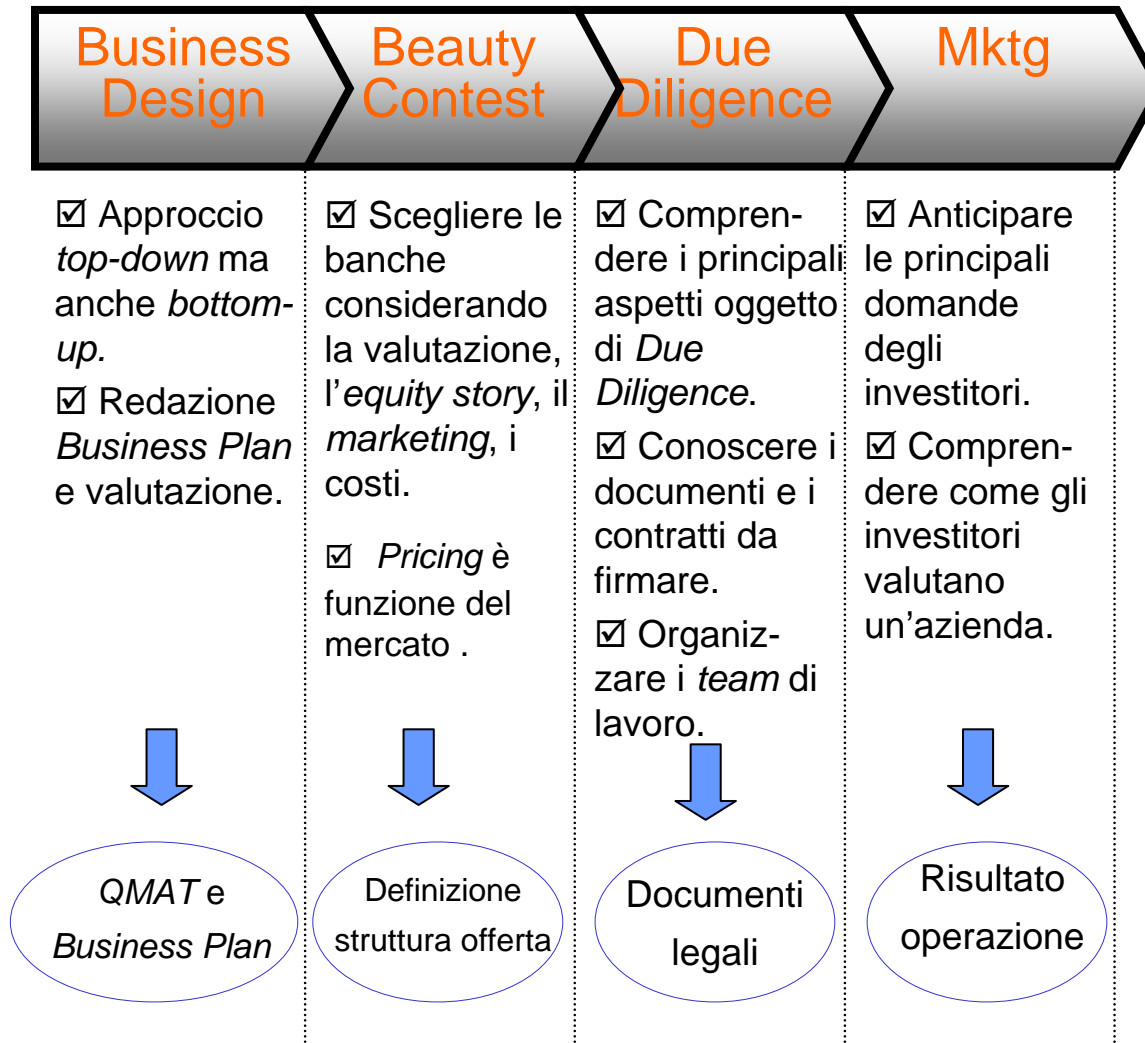 Business
Design
Beauty
Contest
Due
Diligence
Mktg
☑ Approccio
top-down ma
anche bottom-
up.
☑ Redazione
Business Plan
e valutazione.
☑ Scegliere le
banche
considerando
la valutazione,
l’equity story, il
marketing, i
costi.
☑ Pricing è
funzione del
mercato .
☑ Compren-
dere i principali
aspetti oggetto
di Due
Diligence.
☑ Conoscere i
documenti e i
contratti da
firmare.
☑ Organiz-
zare i team di
lavoro.
☑ Anticipare
le principali
domande
degli
investitori.
☑ Compren-
dere come gli
investitori
valutano
un’azienda.
QMAT e
Business Plan
Definizione
struttura offerta
Documenti
legali
Risultato
operazione